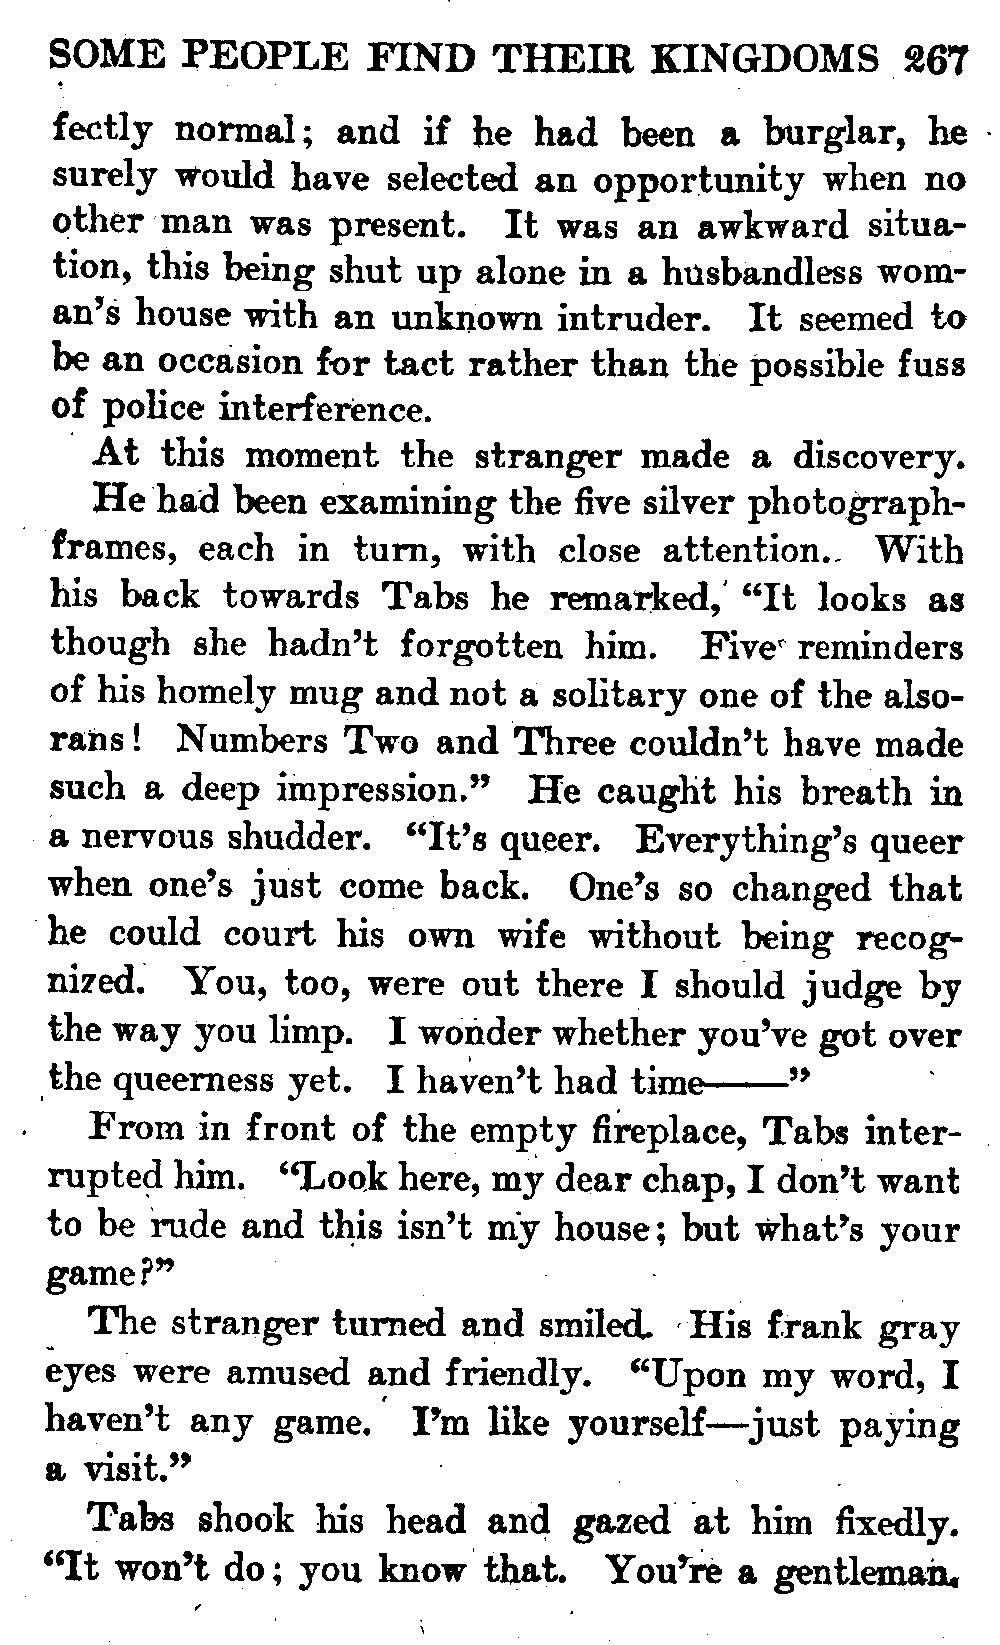 SOME PEOPLE FIND THEIR KINGDOMS 267
fectly normal; and if he had been a burglar, he
surely would have selected an opportunity when no
other man was present. It was an awkward situa-
tion, this being shut up alone in a husbandless wom-
an's house with an unknown intruder. It seemed to
be an occasion for tact rather than the possible fuss
of police interference.
At this moment the stranger made a discovery.
He had been examining the five silver photograph-
frames, each in turn, with close attention. With
his back towards Tabs he remarked, "It looks as
though she hadn't forgotten him. Five reminders
of his homely mug and not a solitary one of the also-
rans! Numbers Two and Three couldn't have made
such a deep impression." He caught his breath in
a nervous shudder. "It's queer. Everything's queer
when one's just come back. One's so changed that
he could court his own wife without being recog-
nized. You, too, were out there I should judge by
the way you limp. I wonder whether you've got over
the queerness yet. I haven't had time——"
From in front of the empty fireplace, Tabs inter-
rupted him. "Look here, my dear chap, I don't want
to be rude and this isn't my house; but what's your
game?"
The stranger turned and smiled. His frank gray
eyes were amused and friendly. "Upon my word, I
haven't any game. I'm like yourself—just paying
a visit."
Tabs shook his head and gazed at him fixedly.
"It won't do; you know that. You're a gentleman.